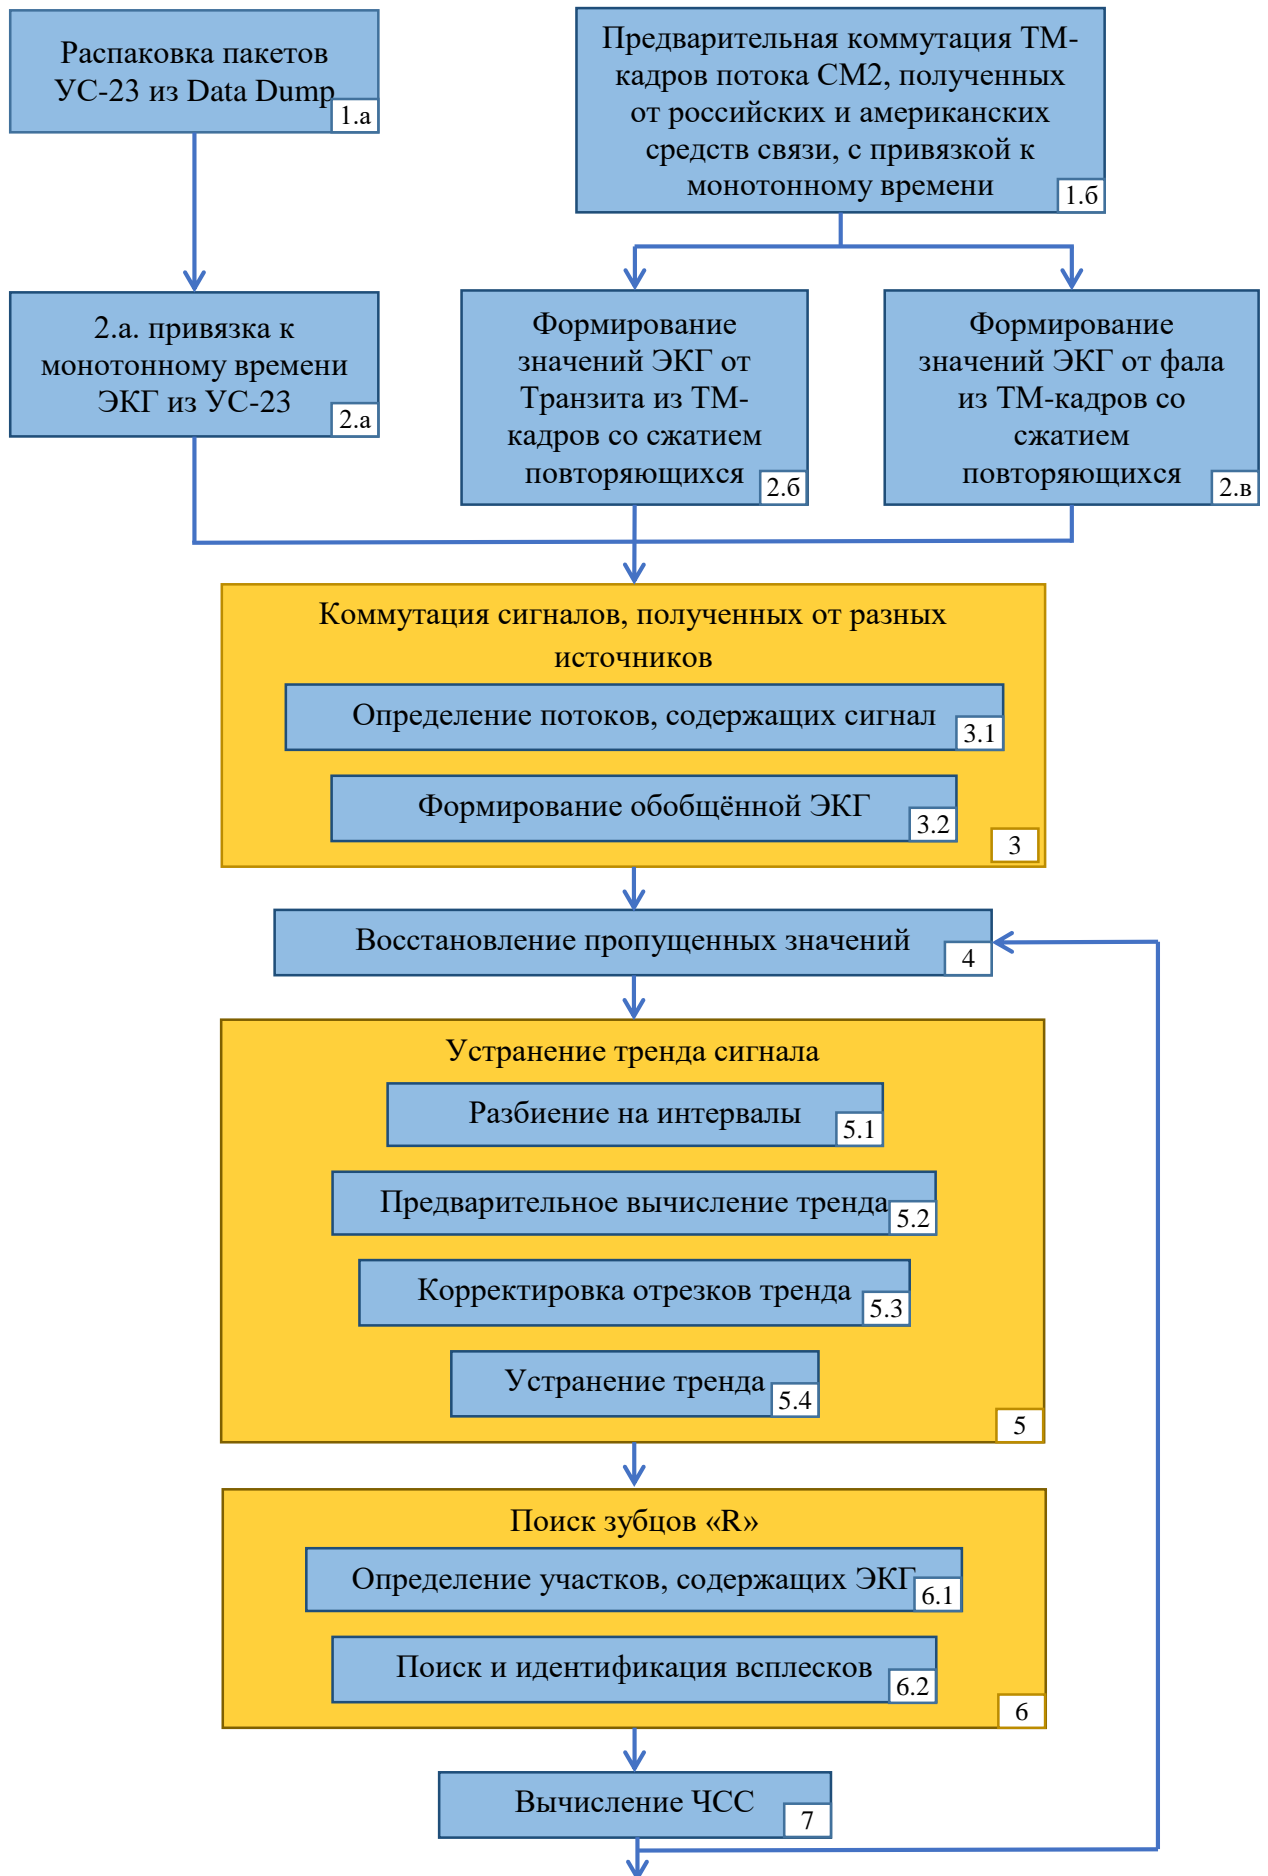 Распаковка пакетов
УС-23 из Data Dump
1.а
Предварительная коммутация ТМ-
кадров потока СМ2, полученных
от российских и американских
средств связи, с привязкой к
монотонному времени
1.б
2.а. привязка к
монотонному времени
ЭКГ из УС-23
2.а
Формирование
значений ЭКГ от
Транзита из ТМ-
кадров со сжатием
повторяющихся
2.б
Формирование
значений ЭКГ от фала
из ТМ-кадров со
сжатием
повторяющихся
2.в
Коммутация сигналов, полученных от разных
источников
Определение потоков, содержащих сигнал
3.1
Формирование обобщённой ЭКГ
3.2
3
Восстановление пропущенных значений
4
Устранение тренда сигнала
Разбиение на интервалы
5.1
Предварительное вычисление тренда
5.2
Корректировка отрезков тренда
5.3
Устранение тренда
5.4
5
Поиск зубцов «R»
Определение участков, содержащих ЭКГ
6.1
Поиск и идентификация всплесков
6.2
6
Вычисление ЧСС
7